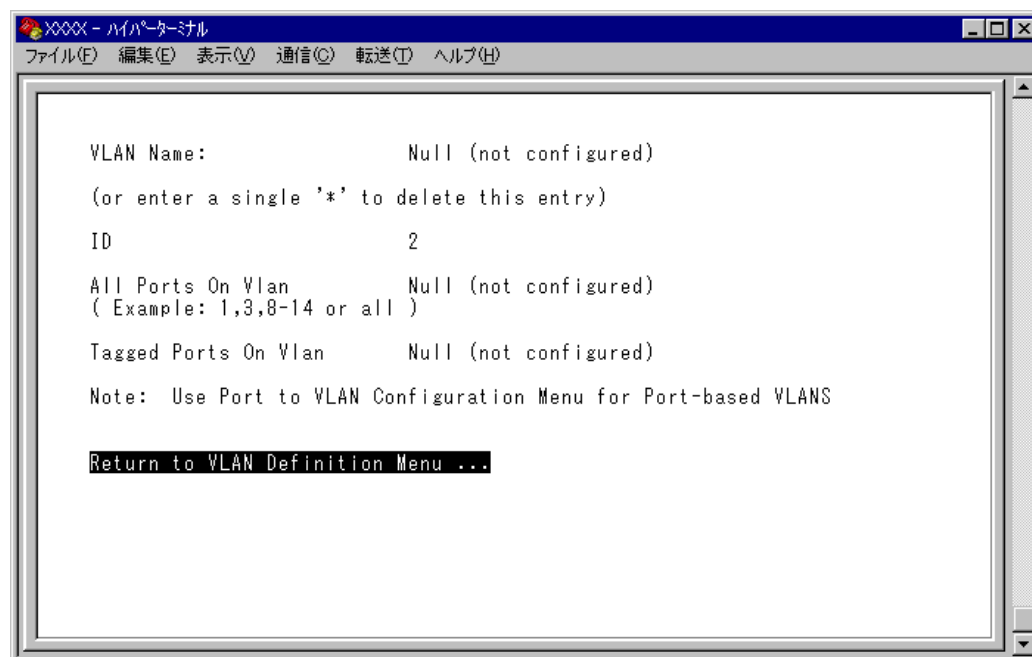 XXXX - ハイパーターミナル
ファイル(F) 編集(E) 表示(V) 通信(C) 転送(T) ヘルプ(H)
VLAN Name: Null (not configured)
(or enter a single '*' to delete this entry)
ID 2
All Ports On Vlan Null (not configured)
( Example: 1,3,8-14 or all )
Tagged Ports On Vlan Null (not configured)
Note: Use Port to VLAN Configuration Menu for Port-based VLANS
Return to VLAN Definition Menu ...